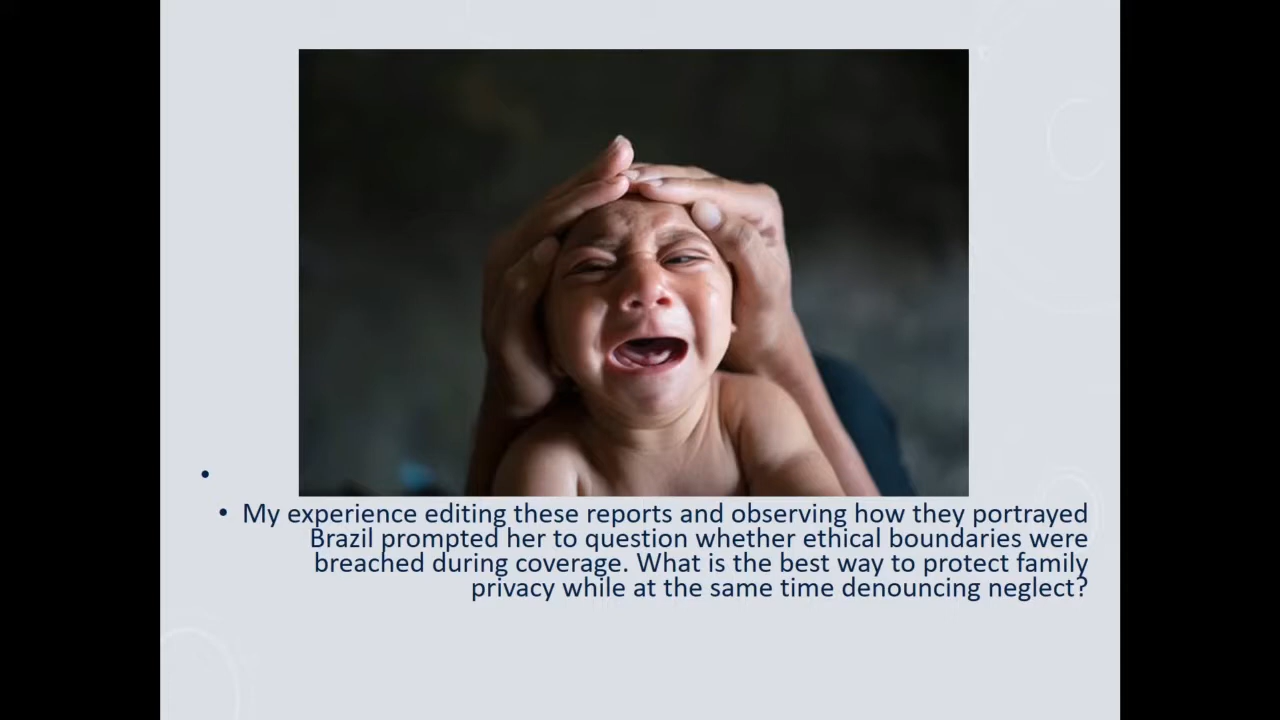 • My experience editing these reports and observing how they portrayed
Brazil prompted her to question whether ethical boundaries were
breached during coverage. What is the best way to protect family
privacy while at the same time denouncing neglect?